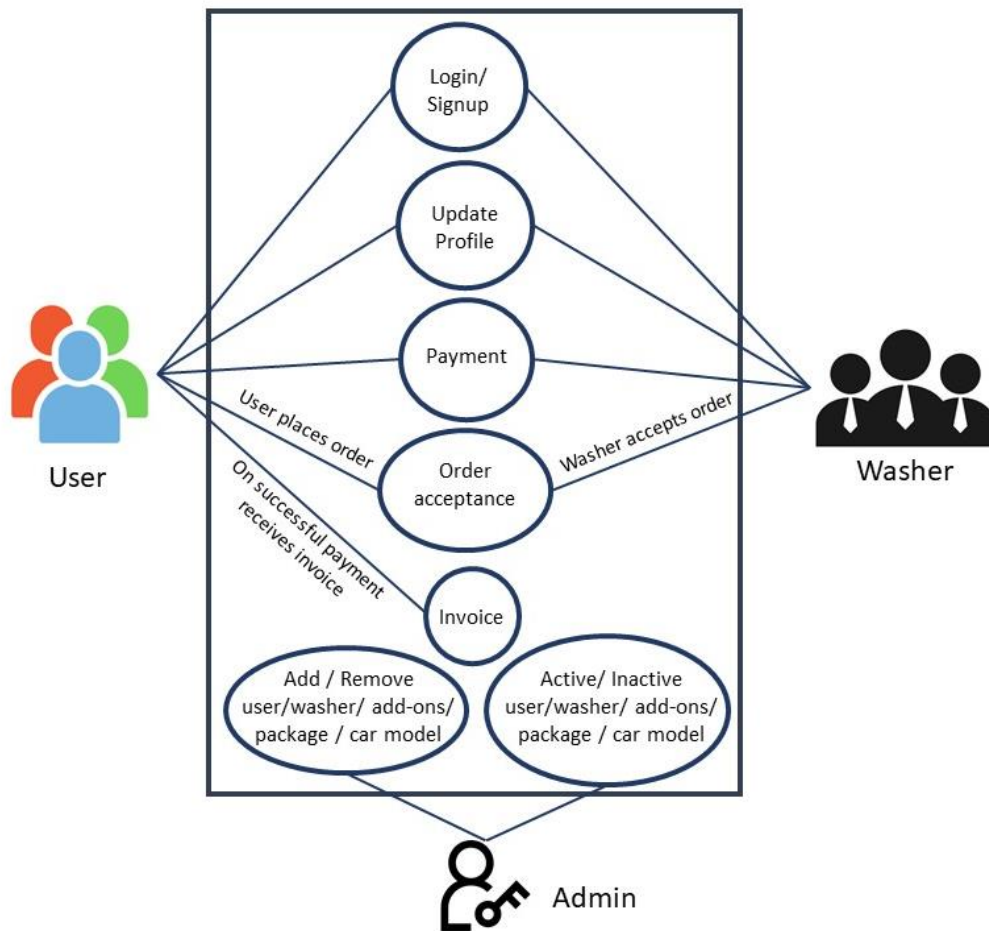 Login/
Signup
Update
Profile
Payment
User places order
Washer accepts order
Order
acceptance
User
Washer
On successful payment
receives invoice
Invoice
Add / Remove
user/washer/ add-ons/
package / car model
Active/ Inactive
user/washer/ add-ons/
package / car model
Admin